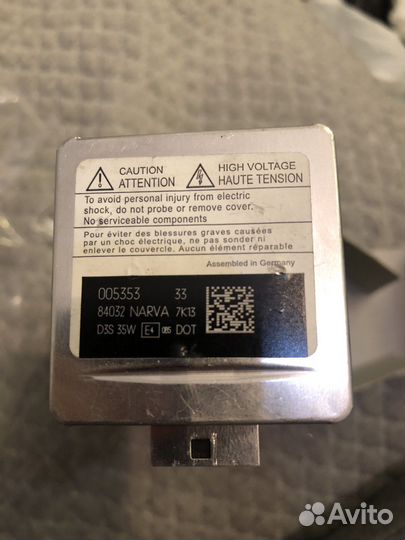 CAUTION
ATTENTION
HIGH VOLTAGE
HAUTE TENSION
To avoid personal injury from electric
shock, do not probe or remove cover.
No serviceable components
Pour éviter des blessures graves causées
par un choc électrique, ne pas sonder ni
enlever le couvercle. Aucun élément réparable
Assembled in Germany
005353 33
84032 NARVA 7K13
D3S 35W E4 DOT
Avito